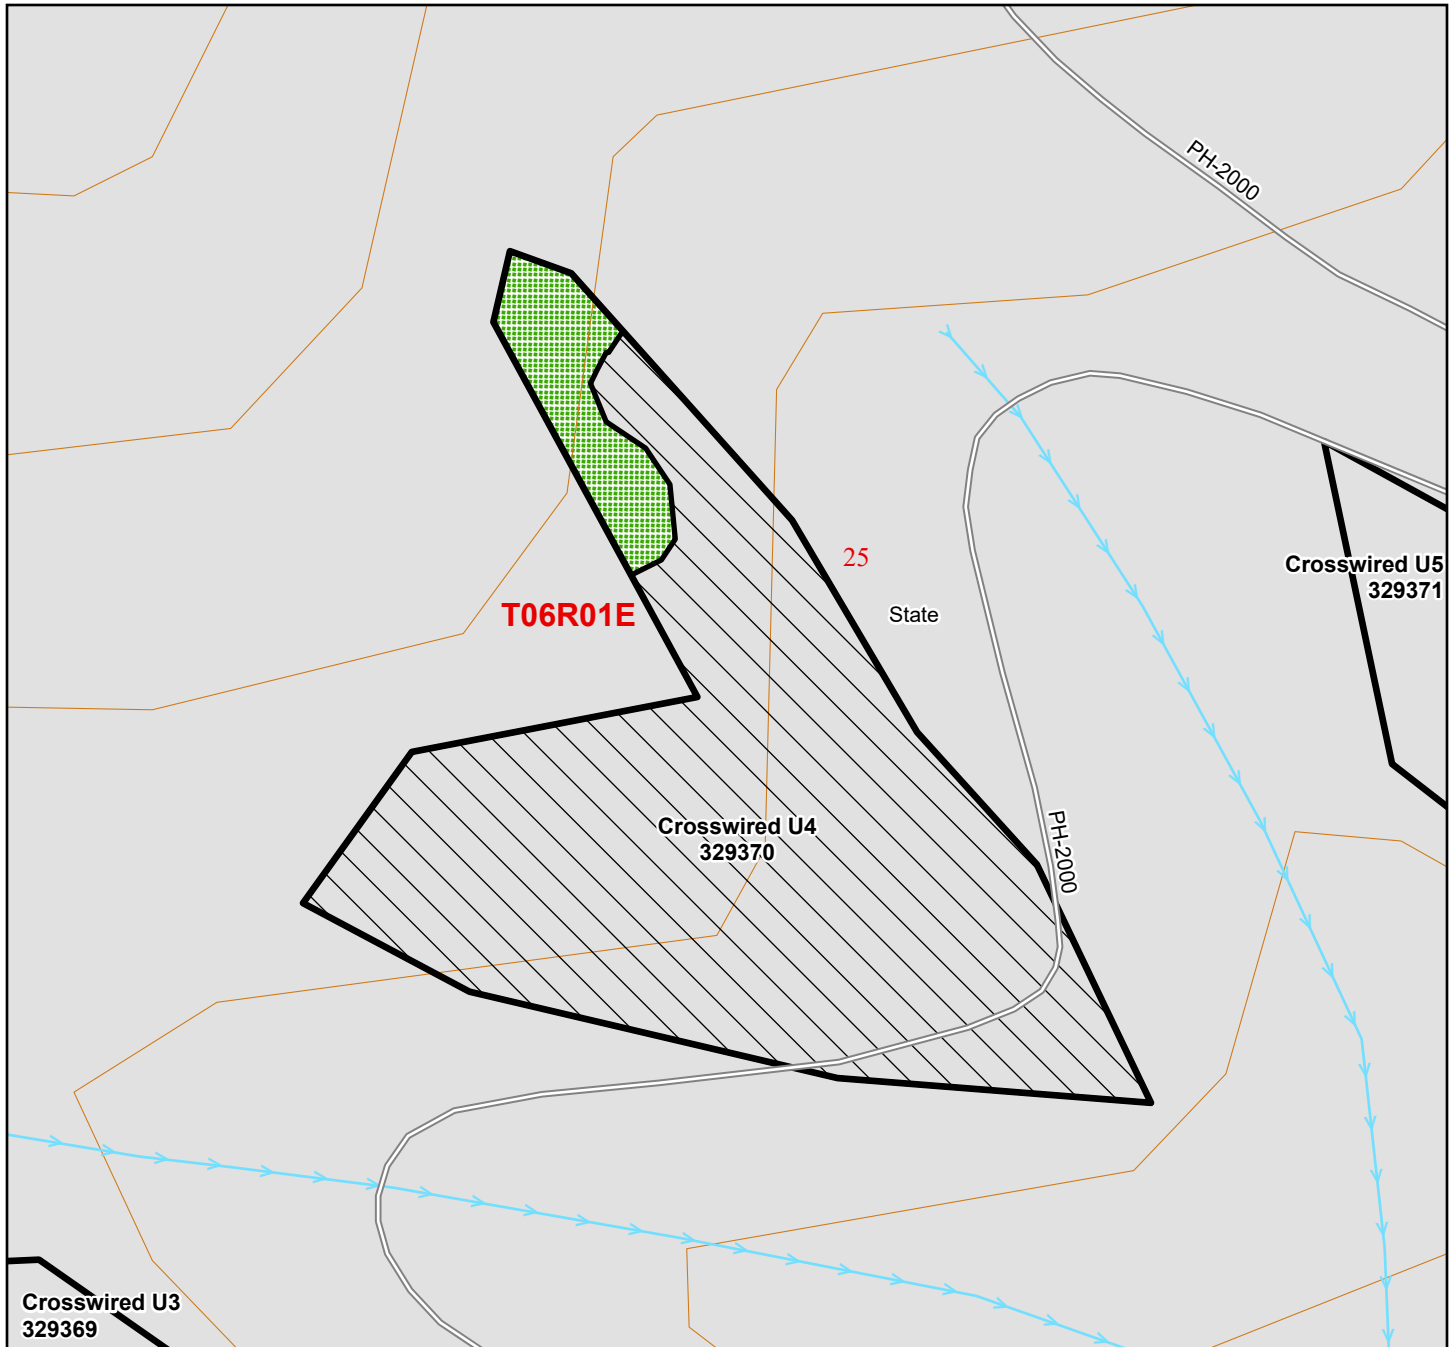 PH-2000
25
Crosswired U5
329371
T06R01E
State
Crosswired U4
329370
PH-2000
Crosswired U3
329369